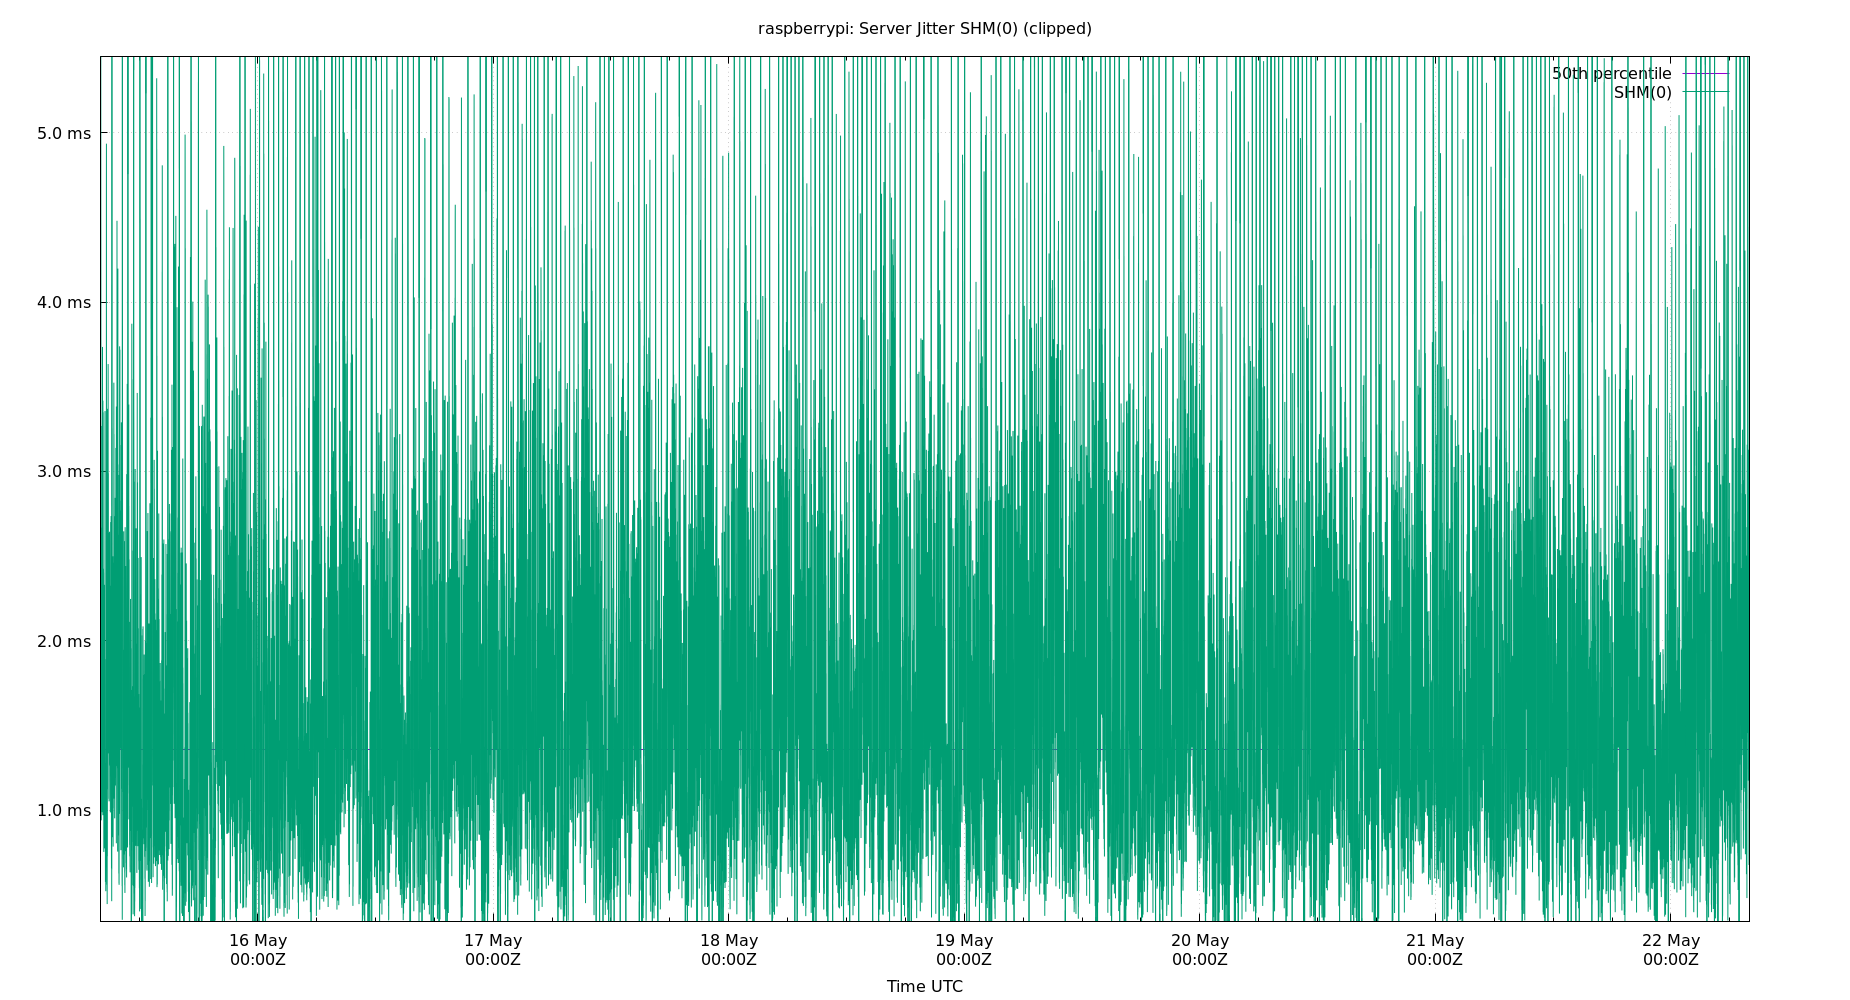 raspberrypi: Server Jitter SHM(0) (clipped)
50th percentile
SHM(0)
5.0 ms
4.0 ms
3.0 ms
2.0 ms
1.0 ms
16 May 17 May 18 May 19 May 20 May 21 May 22 May
00:00Z 00:00Z 00:00Z 00:00Z 00:00Z 00:00Z 00:00Z
Time UTC